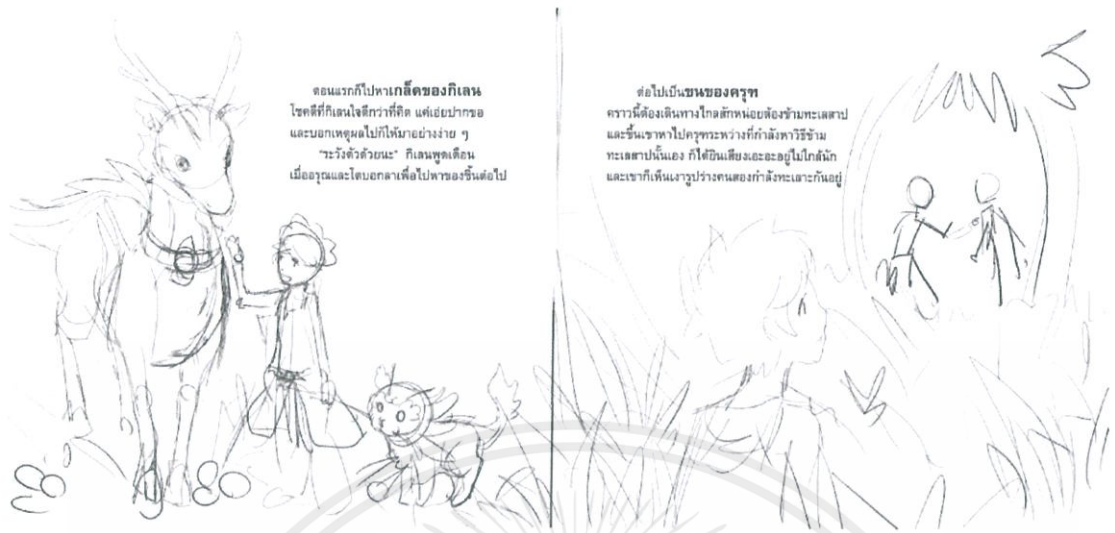 ตอนแรกก็ไปหาเกล็ดของกิเลน
โชคดีที่กิเลนใจดีกว่าที่คิด แค่เอ่ยปากขอ
และบอกเหตุผลไปก็ให้มาอย่างง่าย ๆ
"ระวังตัวด้วยนะ" กิเลนพูดเตือน
เมื่ออรุณและโตบอกลาเพื่อไปหาของชิ้นต่อไป
ต่อไปเป็นขนของครุฑ
คราวนี้ต้องเดินทางไกลสักหน่อยต้องข้ามทะเลสาป
และขึ้นเขาหาไปครุฑระหว่างที่กำลังหาวิธีข้าม
ทะเลสาปนั้นเอง ก็ได้ยินเสียงเอะอะอยู่ไม่ไกล้นัก
และเขาก็เห็นเงารูปร่างคนสองกำลังทะเลาะกันอยู่